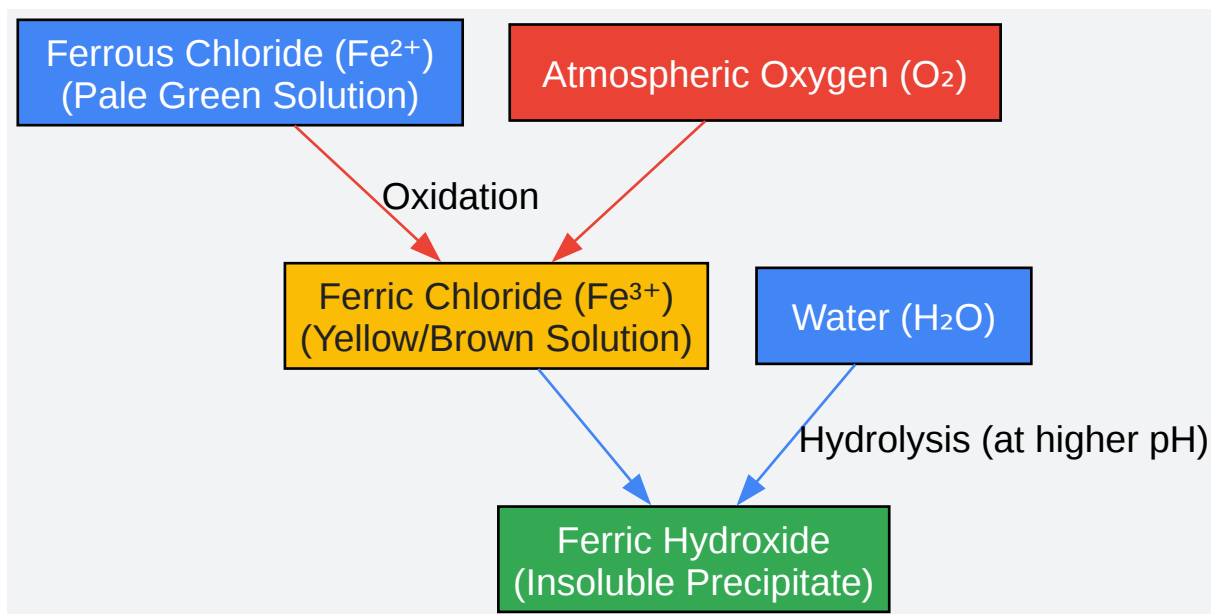 Ferrous Chloride (Fe²⁺)
(Pale Green Solution)
Atmospheric Oxygen (O₂)
Oxidation
Ferric Chloride (Fe³⁺)
(Yellow/Brown Solution)
Water (H₂O)
Hydrolysis (at higher pH)
Ferric Hydroxide
(Insoluble Precipitate)